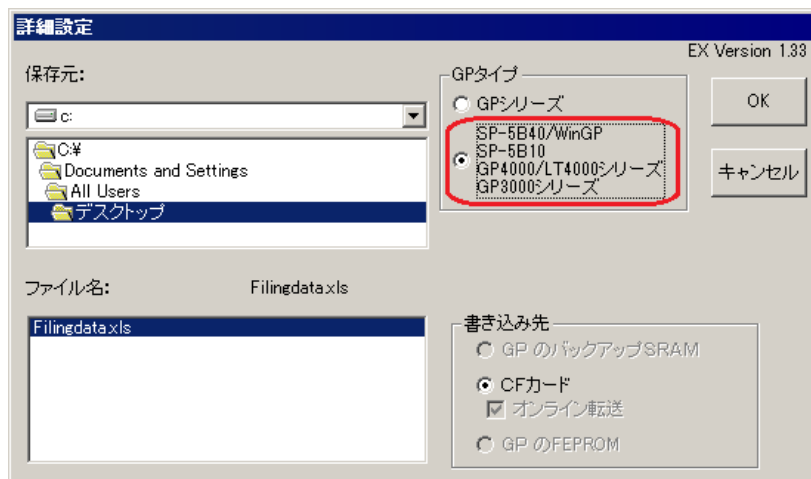 詳細設定
EX Version 1.33
保存元:
c:
C:¥
Documents and Settings
All Users
デスクトップ
GPタイプ
GPシリーズ
SP-5B40/WinGP
SP-5B10
GP4000/LT4000シリーズ
GP3000シリーズ
OK
キャンセル
ファイル名:
Filingdata.xls
Filingdata.xls
書き込み先
GP のバックアップSRAM
CFカード
オンライン転送
GP のFEPROM